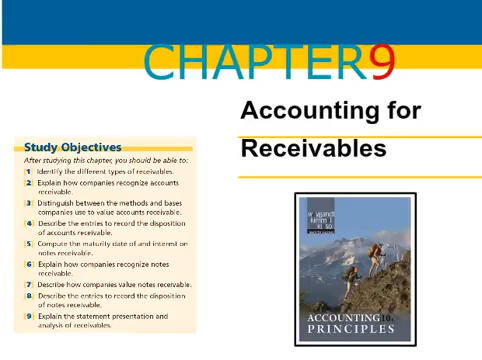 CHAPTER9
Accounting for
Receivables
Study Objectives
After studying this chapter, you should be able to:
[1] Identify the different types of receivables.
[2] Explain how companies recognize accounts
receivable.
[3] Distinguish between the methods and bases
companies use to value accounts receivable.
[4] Describe the entries to record the disposition
of accounts receivable.
[5] Compute the maturity date of and interest on
notes receivable.
[6] Explain how companies recognize notes
receivable.
[7] Describe how companies value notes receivable.
[8] Describe the entries to record the disposition
of notes receivable.
[9] Explain the statement presentation and
analysis of receivables.
ACCOUNTING
PRINCIPLES